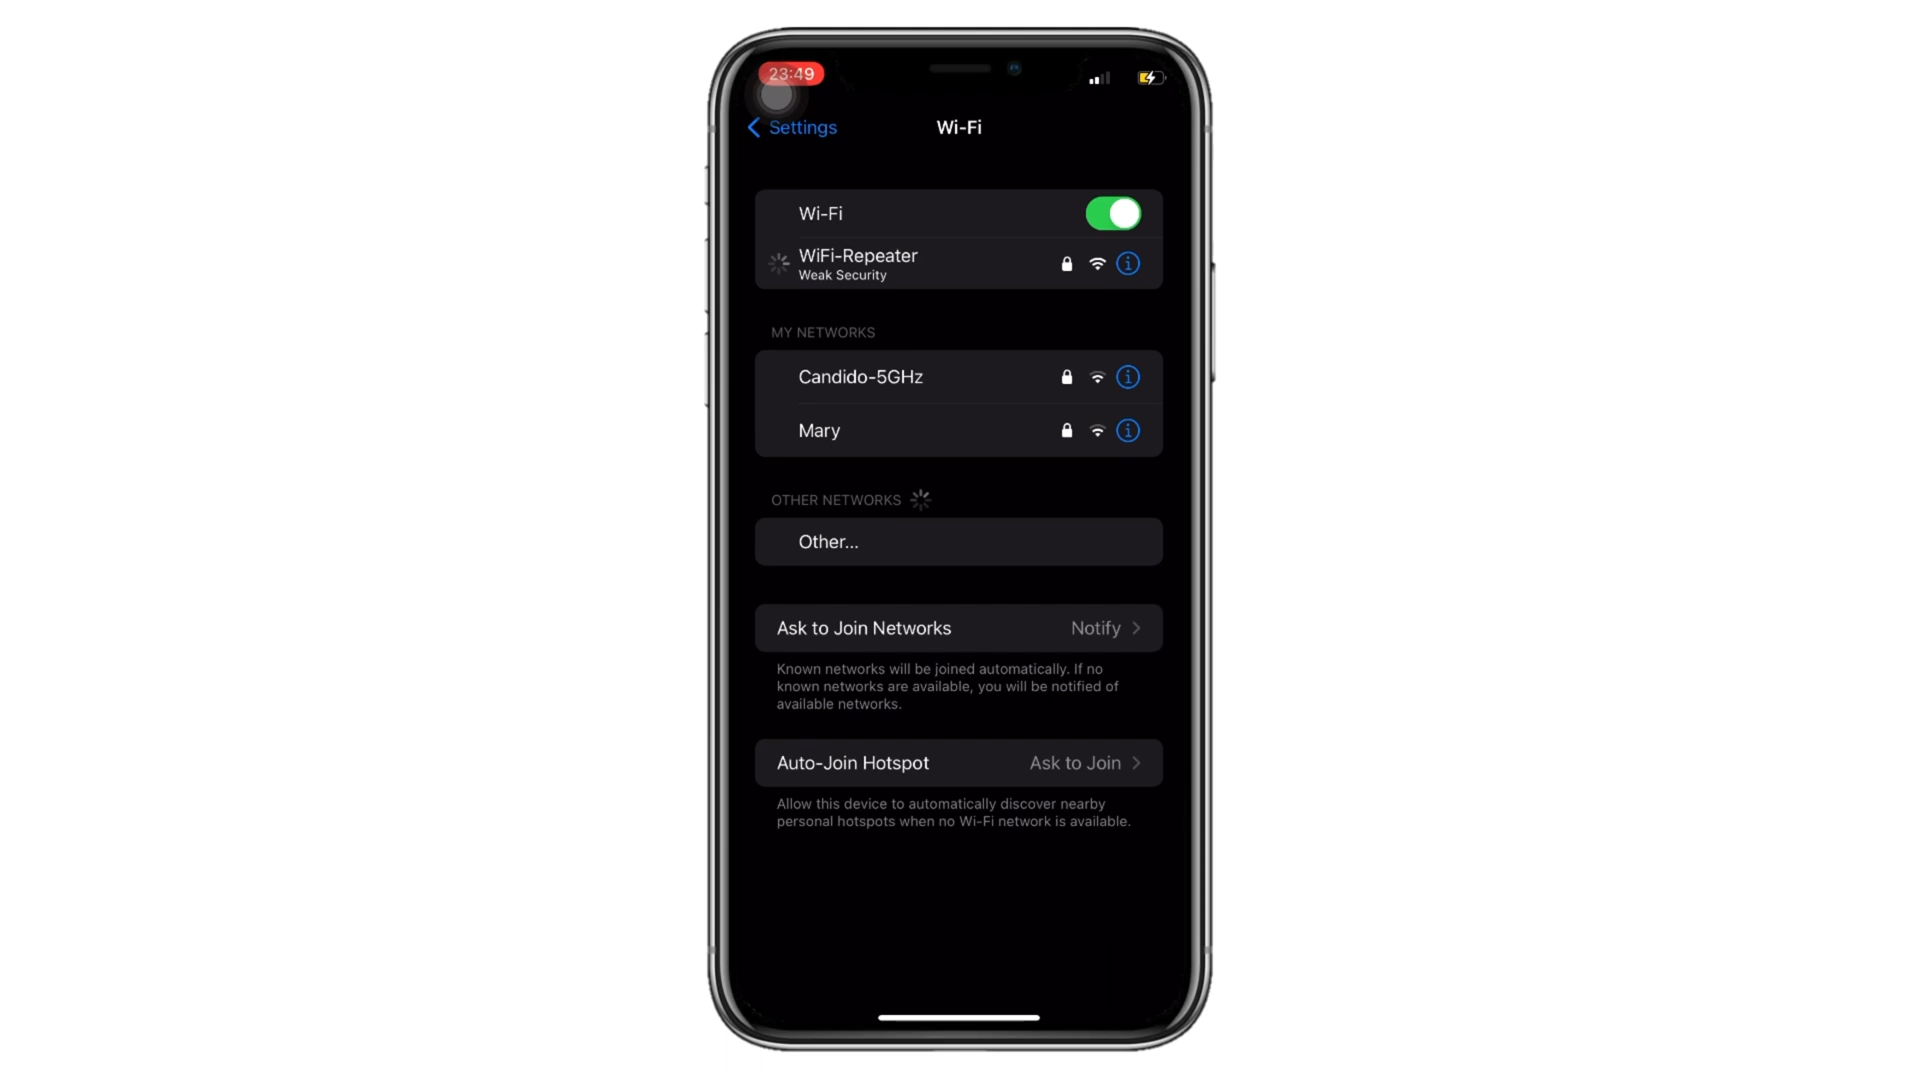 23:49
Settings
Wi-Fi
Wi-Fi
WiFi-Repeater
Weak Security
MY NETWORKS
Candido-5GHz
Mary
OTHER NETWORKS
Other...
Ask to Join Networks Notify
Known networks will be joined automatically. If no
known networks are available, you will be notified of
available networks.
Auto-Join Hotspot Ask to Join
Allow this device to automatically discover nearby
personal hotspots when no Wi-Fi network is available.